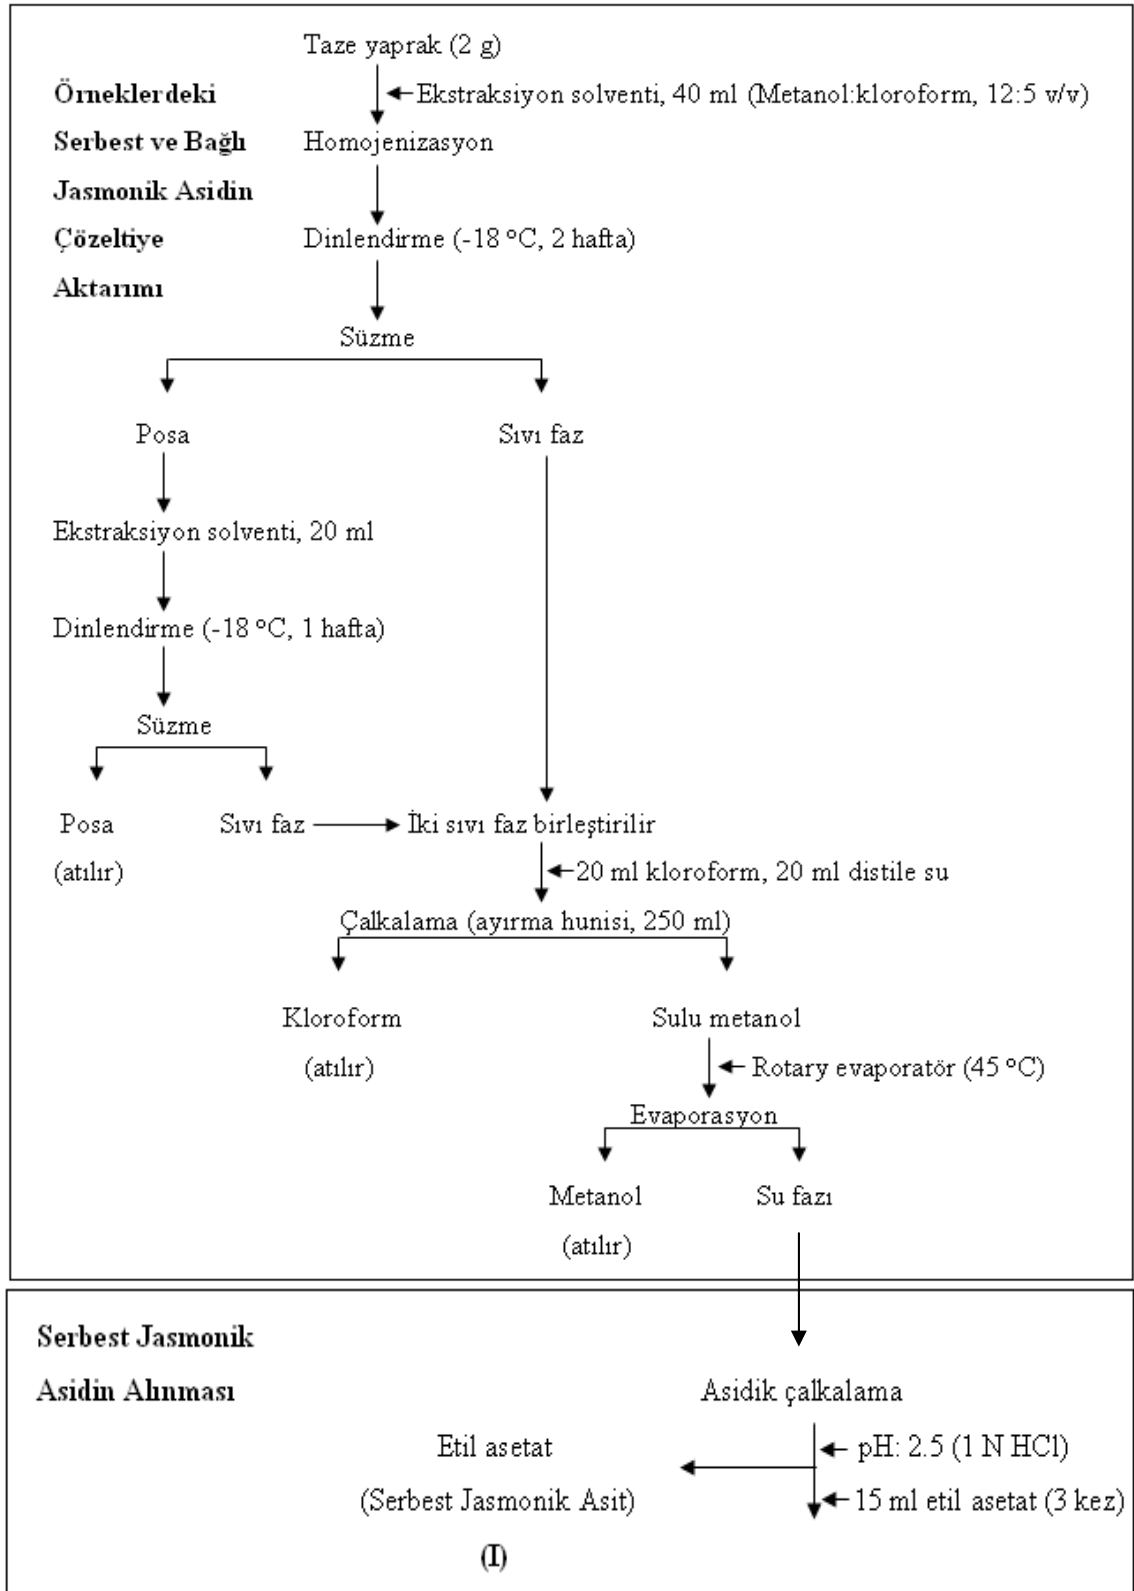 Taze yaprak (2 g)
Örneklerdeki
Ekstraksiyon solventi, 40 ml (Metanol:kloroform, 12:5 v/v)
Serbest ve Bağlı
Homojenizasyon
Jasmonik Asidin
Çözeltiye
Dinlendirme (-18 °C, 2 hafta)
Aktarımı
Süzme
Posa
Sıvı faz
Ekstraksiyon solventi, 20 ml
Dinlendirme (-18 °C, 1 hafta)
Süzme
Posa
(atılır)
Sıvı faz
İki sıvı faz birleştirilir
20 ml kloroform, 20 ml distile su
Çalkalama (ayırma hunisi, 250 ml)
Kloroform
(atılır)
Sulu metanol
Rotary evaporatör (45 °C)
Evaporasyon
Metanol
(atılır)
Su fazı
Serbest Jasmonik
Asidin Alınması
Asidik çalkalama
Etil asetat
pH: 2.5 (1 N HCl)
(Serbest Jasmonik Asit)
15 ml etil asetat (3 kez)
(I)